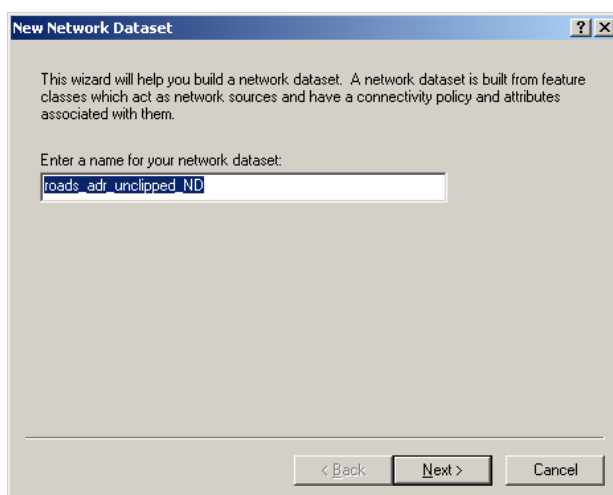 New Network Dataset
This wizard will help you build a network dataset. A network dataset is built from feature
classes which act as network sources and have a connectivity policy and attributes
associated with them.
Enter a name for your network dataset:
roads_adr_unclipped_ND
< Back
Next >
Cancel